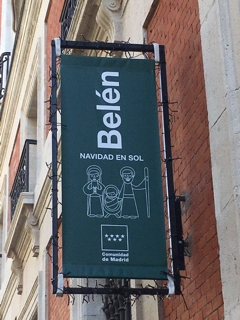 Belén
NAVIDAD EN SOL
Comunidad
de Madrid